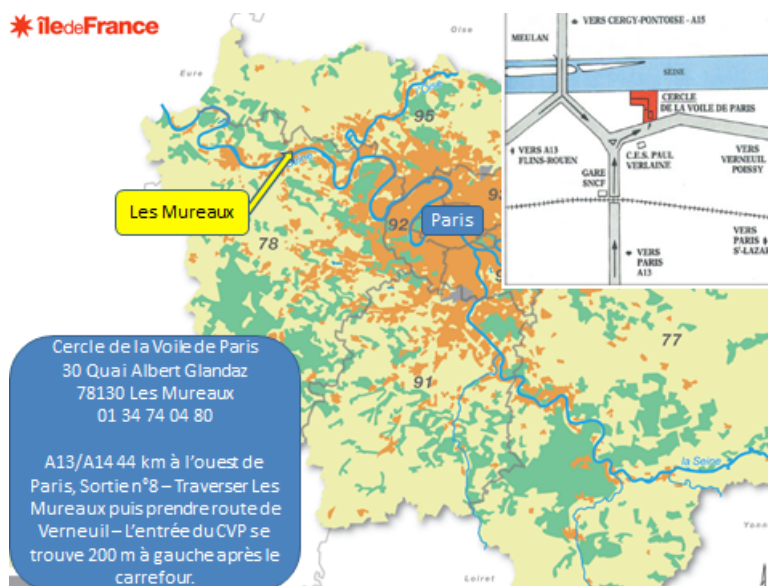 îledeFrance
Oise
Eure
l'Oise
95
Seine
Les Mureaux
78
92
Paris
93
91
77
la Seine
Loiret
VERS CERGY-PONTOISE - A15
MEULAN
SEINE
CERCLE
DE LA VOILE DE PARIS
VERS A13
FLINS-ROUEN
C.E.S. PAUL
VERLAINE
VERS
VERNEUIL
POISSY
GARE
SNCF
VERS
PARIS
St-LAZAR
VERS
PARIS
A13
Cercle de la Voile de Paris
30 Quai Albert Glandaz
78130 Les Mureaux
01 34 74 04 80
A13/A14 44 km à l'ouest de
Paris, Sortie n°8 – Traverser Les
Mureaux puis prendre route de
Verneuil – L'entrée du CVP se
trouve 200 m à gauche après le
carrefour.